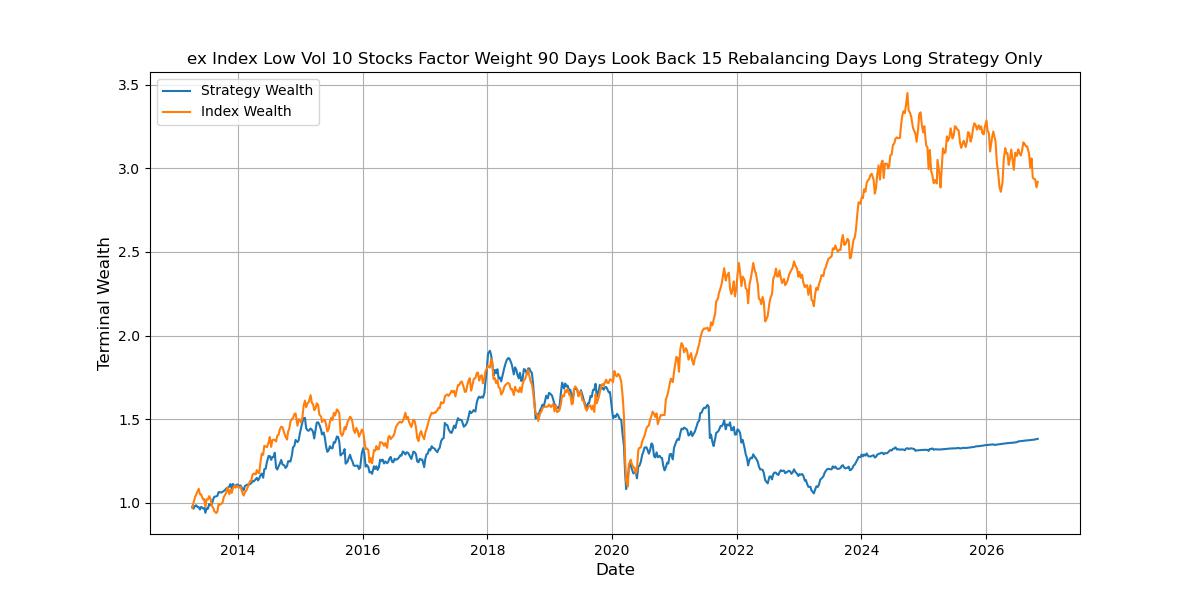 ex Index Low Vol 10 Stocks Factor Weight 90 Days Look Back 15 Rebalancing Days Long Strategy Only
Strategy Wealth
Index Wealth
Terminal Wealth
3.5
3.0
2.5
2.0
1.5
1.0
2014 2016 2018 2020 2022 2024 2026
Date